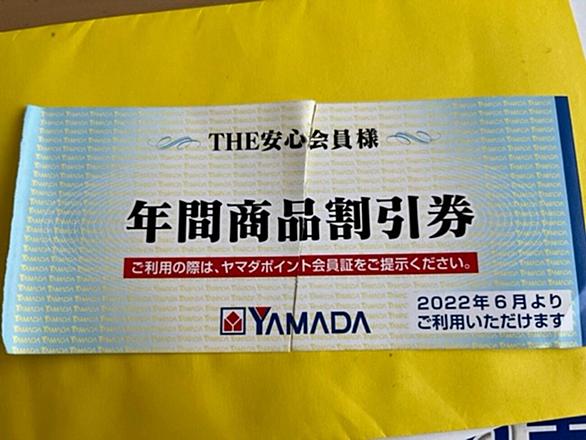 THE安心会員様
年間商品割引券
ご利用の際は、ヤマダポイント会員証をご提示ください。
YAMADA
2022年6月より
ご利用いただけます